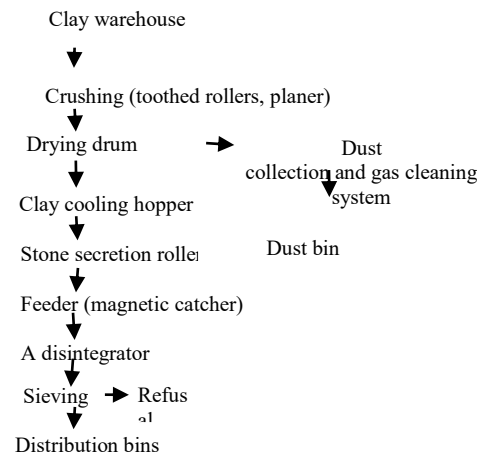 Clay warehouse
Crushing (toothed rollers, planer)
Drying drum
Dust
collection and gas cleaning
system
Clay cooling hopper
Stone secretion roller
Dust bin
Feeder (magnetic catcher)
A disintegrator
Sieving
Refus
al
Distribution bins